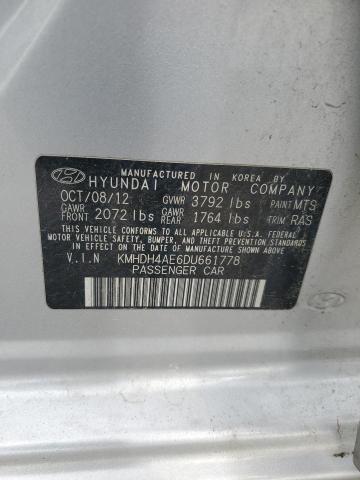 MANUFACTURED IN KOREA BY
HYUNDAI MOTOR COMPANY
OCT/08/12 GVWR 3792 lbs PAINT MTS
GAWR FRONT 2072 lbs GAWR REAR 1764 lbs TRIM RAS
THIS VEHICLE CONFORMS TO ALL APPLICABLE U.S. FEDERAL
MOTOR VEHICLE SAFETY, BUMPER, AND THEFT PREVENTION
STANDARDS IN EFFECT ON THE DATE OF MANUFACTURE SHOWN ABOVE.
V.I.N KMHDH4AE6DU661778
PASSENGER CAR